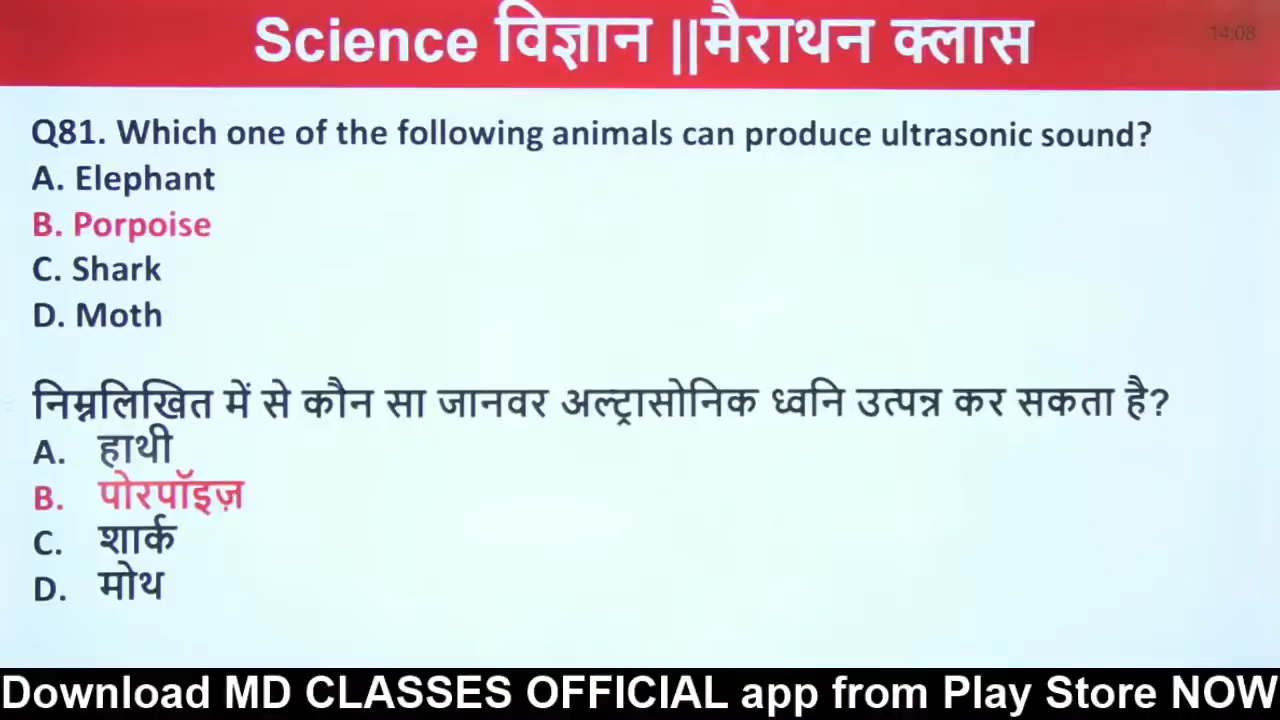 Science विज्ञान ||मैराथन क्लास
14:08
Q81. Which one of the following animals can produce ultrasonic sound?
A. Elephant
B. Porpoise
C. Shark
D. Moth
निम्नलिखित में से कौन सा जानवर अल्ट्रासोनिक ध्वनि उत्पन्न कर सकता है?
A. हाथी
B. पोरपॉइज़
C. शार्क
D. मोथ
Download MD CLASSES OFFICIAL app from Play Store NOW